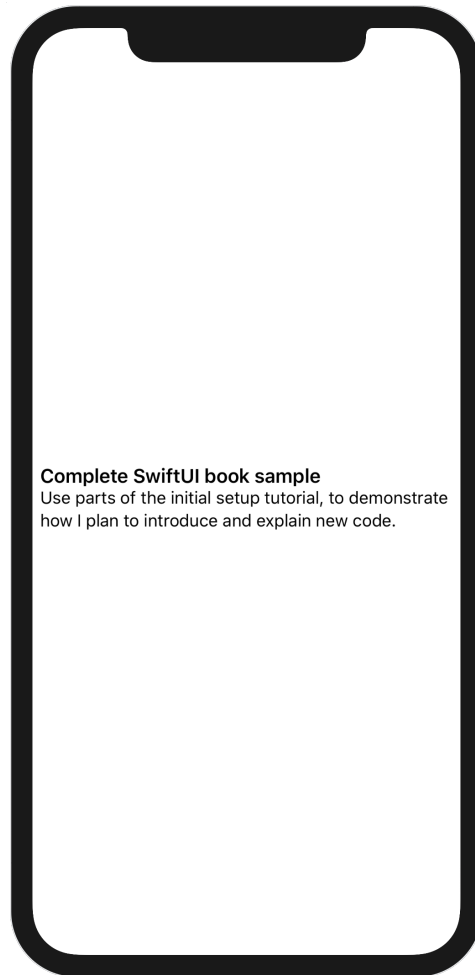 Complete SwiftUI book sample
Use parts of the initial setup tutorial, to demonstrate
how I plan to introduce and explain new code.